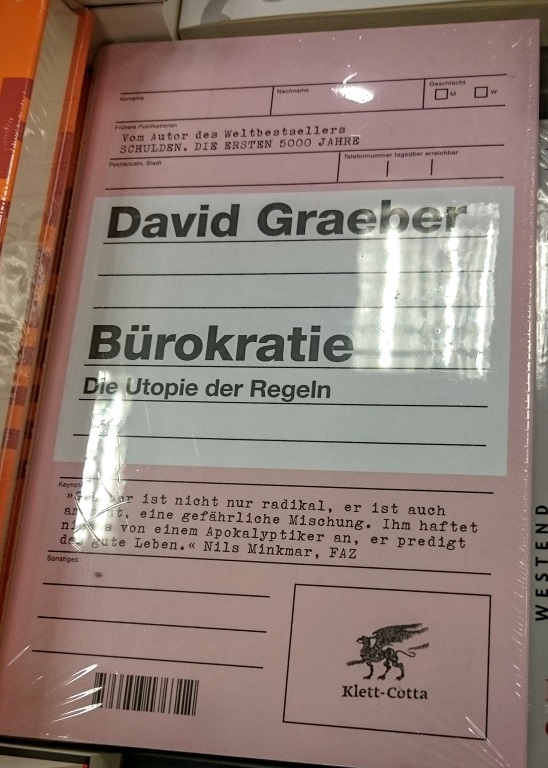 Vorname Nachname Geschlecht
M W
Frühere Publikationen
Vom Autor des Weltbestsellers
SCHULDEN. DIE ERSTEN 5000 JAHRE
Postleitzahl, Stadt Telefonnummer tagsüber erreichbar
David Graeber
Bürokratie
Die Utopie der Regeln
ist nicht nur radikal, er ist auch
eine gefährliche Mischung. Ihm haftet
von einem Apokalyptiker an, er predigt
gute Leben.« Nils Minkmar, FAZ
Sonstiges
Klett-Cotta
WESTEND